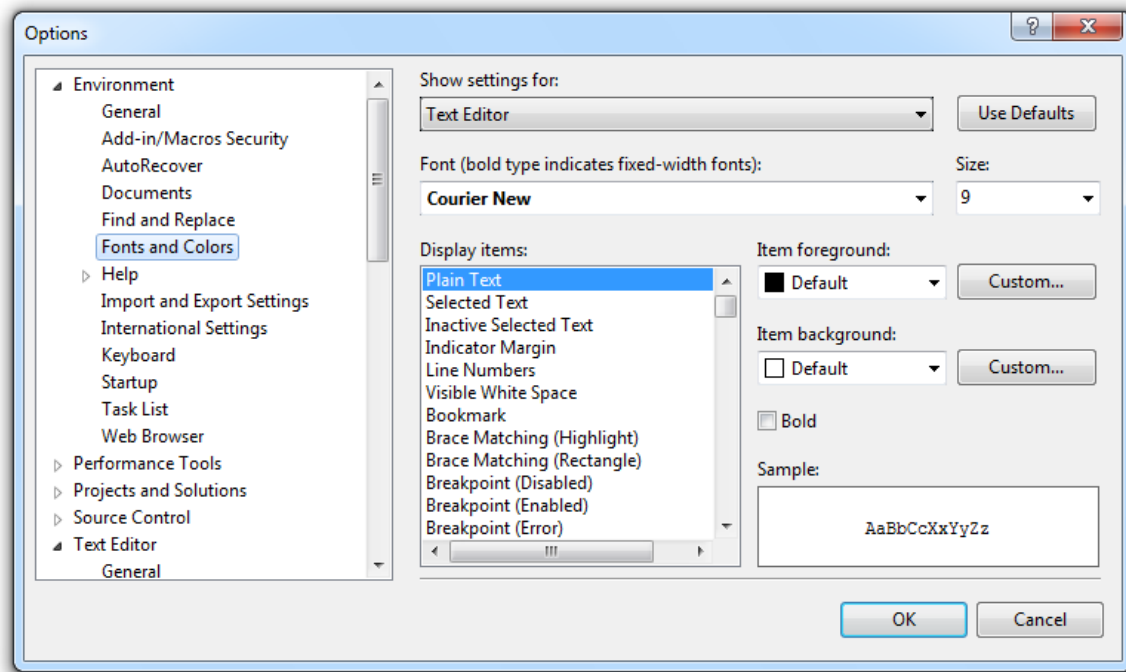 Options
Environment
General
Add-in/Macros Security
AutoRecover
Documents
Find and Replace
Fonts and Colors
Help
Import and Export Settings
International Settings
Keyboard
Startup
Task List
Web Browser
Performance Tools
Projects and Solutions
Source Control
Text Editor
General
Show settings for:
Text Editor
Use Defaults
Font (bold type indicates fixed-width fonts):
Size:
Courier New
9
Display items:
Plain Text
Selected Text
Inactive Selected Text
Indicator Margin
Line Numbers
Visible White Space
Bookmark
Brace Matching (Highlight)
Brace Matching (Rectangle)
Breakpoint (Disabled)
Breakpoint (Enabled)
Breakpoint (Error)
Item foreground:
Default
Custom...
Item background:
Default
Custom...
Bold
Sample:
AaBbCcXxYyZz
OK
Cancel